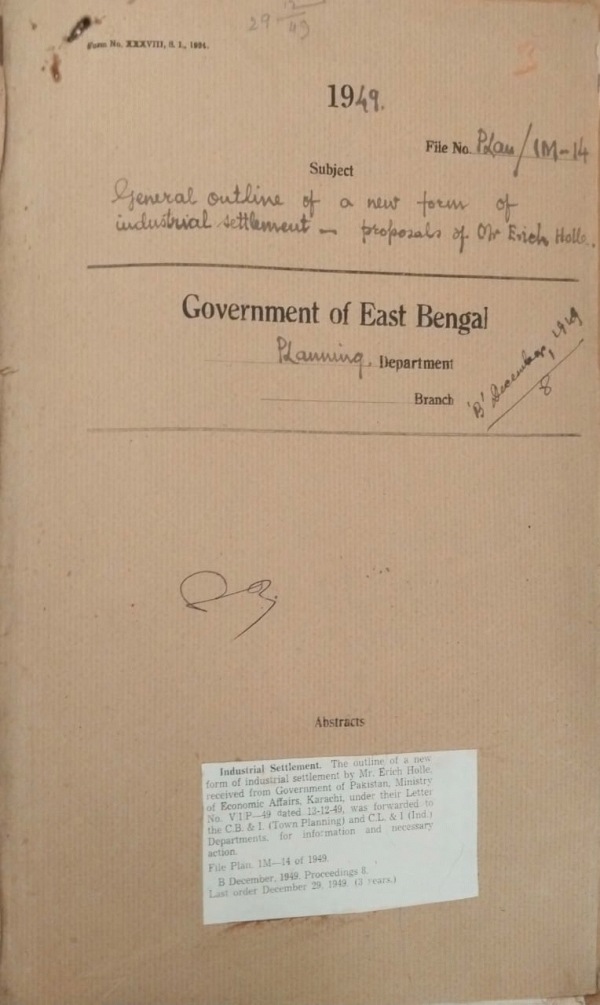 29 12/49
Form No. XXXVIII, S. I., 1934.
3
1949.
File No. Plan/1M-14
Subject
General outline of a new form of
industrial settlement - proposals of Mr Erich Holle.
Government of East Bengal
Planning Department
Branch
'B' December, 1949
8
Abstracts
Industrial Settlement. The outline of a new
form of industrial settlement by Mr. Erich Holle,
received from Government of Pakistan, Ministry
of Economic Affairs, Karachi, under their Letter
No. V I P—49 dated 13-12-49, was forwarded to
the C.B. & I. (Town Planning) and C.L. & I (Ind.)
Departments, for information and necessary
action.
File Plan. 1M—14 of 1949.
B December, 1949, Proceedings 8.
Last order December 29, 1949. (3 years.)